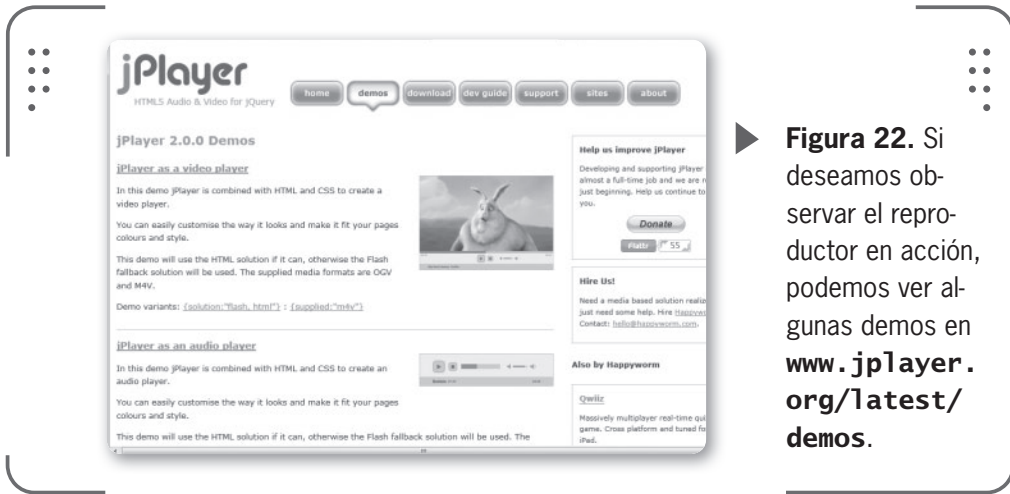 jPlayer
HTML5 Audio & Video for jQuery
home
demos
download
dev guide
support
sites
about
jPlayer 2.0.0 Demos
jPlayer as a video player
In this demo jPlayer is combined with HTML and CSS to create a
video player.
You can easily customise the way it looks and make it fit your pages
colours and style.
This demo will use the HTML solution if it can, otherwise the Flash
fallback solution will be used. The supplied media formats are OGV
and M4V.
Demo variants: {solution:"flash, html"} : {supplied:"m4v"}
jPlayer as an audio player
In this demo jPlayer is combined with HTML and CSS to create an
audio player.
You can easily customise the way it looks and make it fit your pages
colours and style.
This demo will use the HTML solution if it can, otherwise the Flash fallback solution will be used. The
Help us improve jPlayer
Developing and supporting jPlayer
almost a full-time job and we are
just beginning. Help us continue to
you.
Donate
Flattr
55
Hire Us!
Need a media based solution
just need some help. Hire
Contact: hello@happyworm.com.
Also by Happyworm
Qwiiz
Massively multiplayer real-time
game. Cross platform and tuned
iPad.
Figura 22. Si
deseamos ob-
servar el repro-
ductor en acción,
podemos ver al-
gunas demos en
www.jplayer.
org/latest/
demos.